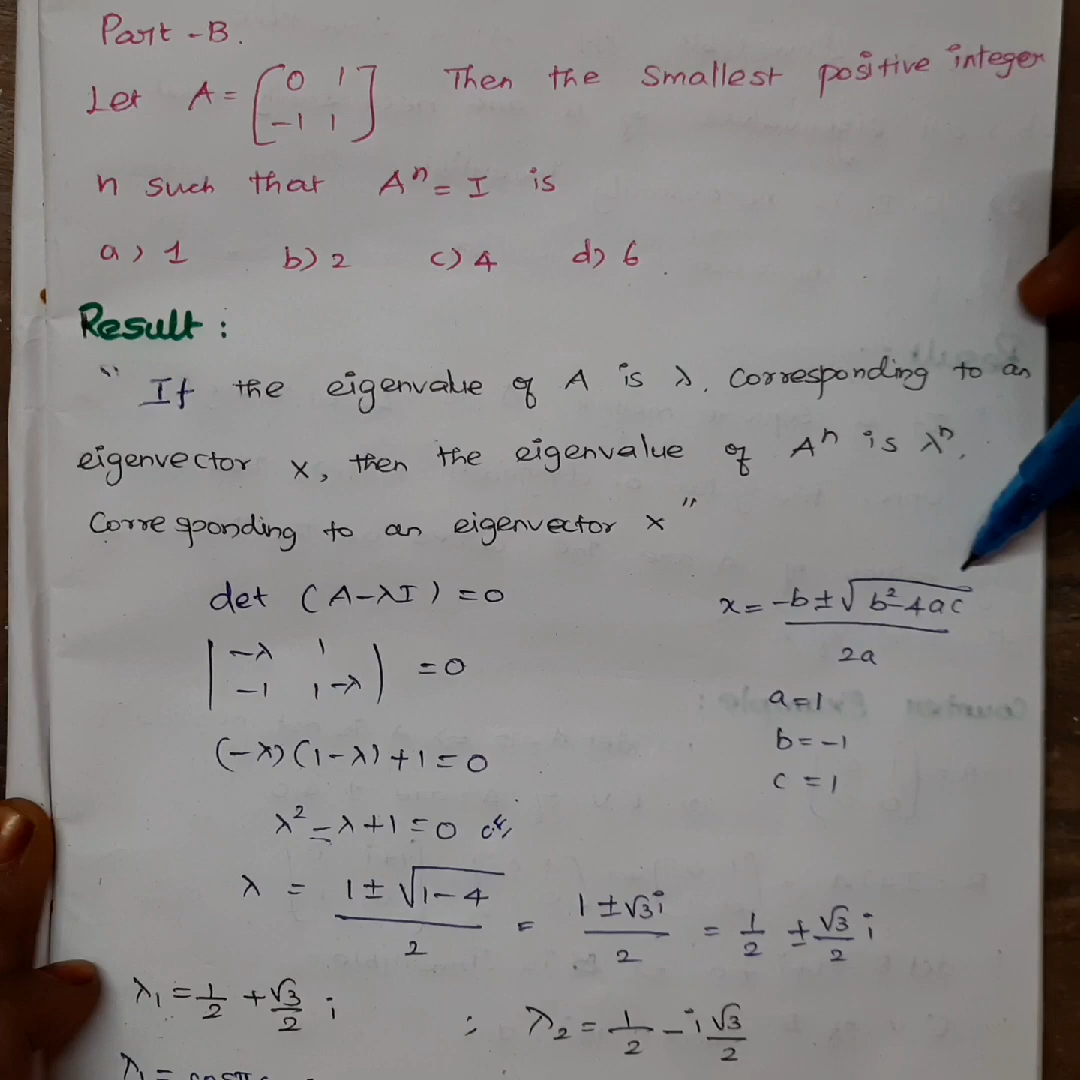 Part - B.
Let A = [0 1 -1 1] Then the smallest positive integer
n such that Aⁿ = I is
a) 1 b) 2 c) 4 d) 6.
Result :
" If the eigenvalue of A is λ, corresponding to an
eigenvector x, then the eigenvalue of Aⁿ is λⁿ,
corresponding to an eigenvector x "
det (A-λI) = 0
|-λ 1 -1 1-λ| = 0
(-λ)(1-λ)+1 = 0
λ² - λ + 1 = 0
λ = 1 ± √1-4 / 2 = 1 ± √3i / 2 = 1/2 ± √3/2 i
λ₁ = 1/2 + √3/2 i ; λ₂ = 1/2 - i √3/2
x = -b ± √b²-4ac / 2a
a = 1
b = -1
c = 1